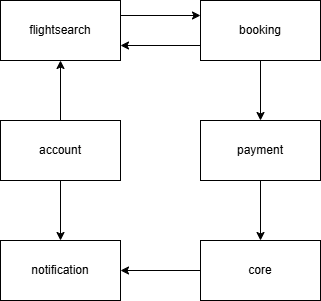 flightsearch
booking
account
payment
notification
core